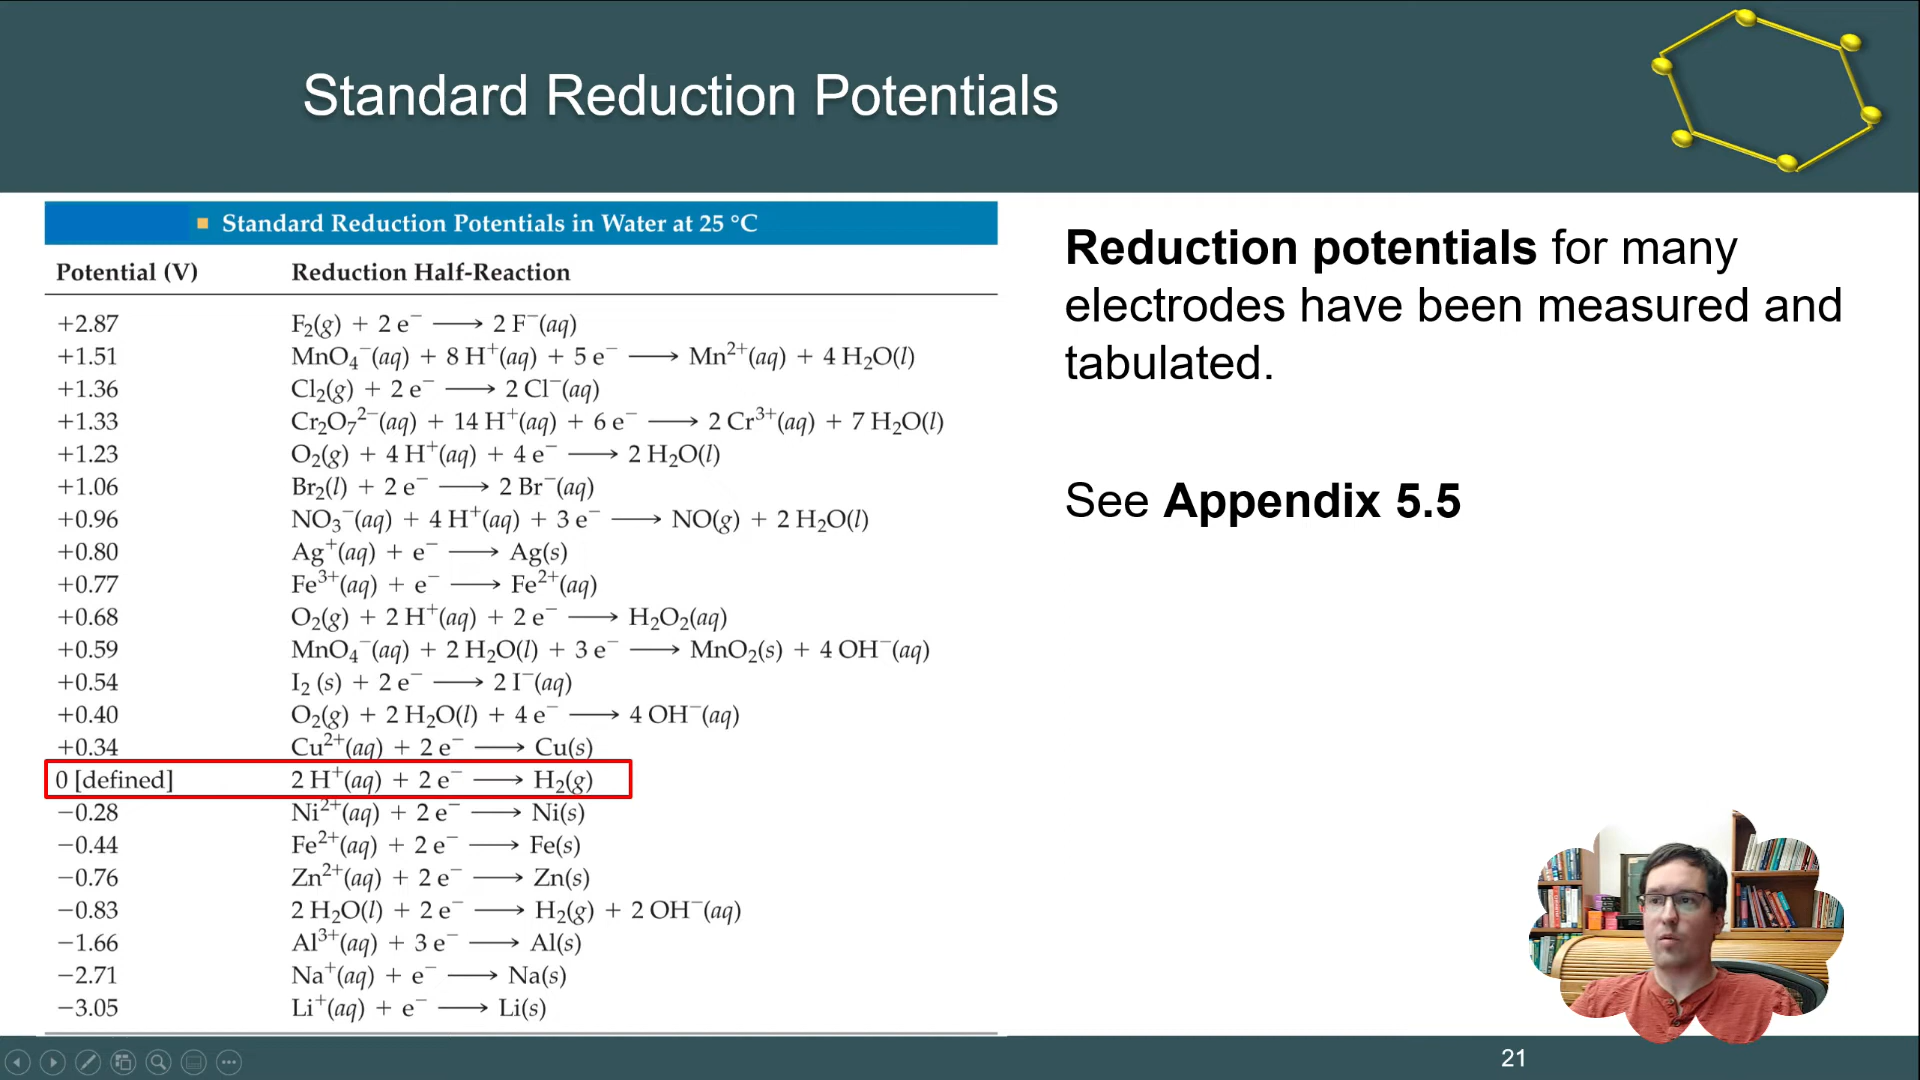 Standard Reduction Potentials
■ Standard Reduction Potentials in Water at 25 °C
Potential (V) Reduction Half-Reaction
+2.87 F₂(g) + 2 e⁻ ⟶ 2 F⁻(aq)
+1.51 MnO₄⁻(aq) + 8 H⁺(aq) + 5 e⁻ ⟶ Mn²⁺(aq) + 4 H₂O(l)
+1.36 Cl₂(g) + 2 e⁻ ⟶ 2 Cl⁻(aq)
+1.33 Cr₂O₇²⁻(aq) + 14 H⁺(aq) + 6 e⁻ ⟶ 2 Cr³⁺(aq) + 7 H₂O(l)
+1.23 O₂(g) + 4 H⁺(aq) + 4 e⁻ ⟶ 2 H₂O(l)
+1.06 Br₂(l) + 2 e⁻ ⟶ 2 Br⁻(aq)
+0.96 NO₃⁻(aq) + 4 H⁺(aq) + 3 e⁻ ⟶ NO(g) + 2 H₂O(l)
+0.80 Ag⁺(aq) + e⁻ ⟶ Ag(s)
+0.77 Fe³⁺(aq) + e⁻ ⟶ Fe²⁺(aq)
+0.68 O₂(g) + 2 H⁺(aq) + 2 e⁻ ⟶ H₂O₂(aq)
+0.59 MnO₄⁻(aq) + 2 H₂O(l) + 3 e⁻ ⟶ MnO₂(s) + 4 OH⁻(aq)
+0.54 I₂ (s) + 2 e⁻ ⟶ 2 I⁻(aq)
+0.40 O₂(g) + 2 H₂O(l) + 4 e⁻ ⟶ 4 OH⁻(aq)
+0.34 Cu²⁺(aq) + 2 e⁻ ⟶ Cu(s)
0 [defined] 2 H⁺(aq) + 2 e⁻ ⟶ H₂(g)
−0.28 Ni²⁺(aq) + 2 e⁻ ⟶ Ni(s)
−0.44 Fe²⁺(aq) + 2 e⁻ ⟶ Fe(s)
−0.76 Zn²⁺(aq) + 2 e⁻ ⟶ Zn(s)
−0.83 2 H₂O(l) + 2 e⁻ ⟶ H₂(g) + 2 OH⁻(aq)
−1.66 Al³⁺(aq) + 3 e⁻ ⟶ Al(s)
−2.71 Na⁺(aq) + e⁻ ⟶ Na(s)
−3.05 Li⁺(aq) + e⁻ ⟶ Li(s)
Reduction potentials for many
electrodes have been measured and
tabulated.
See Appendix 5.5
21